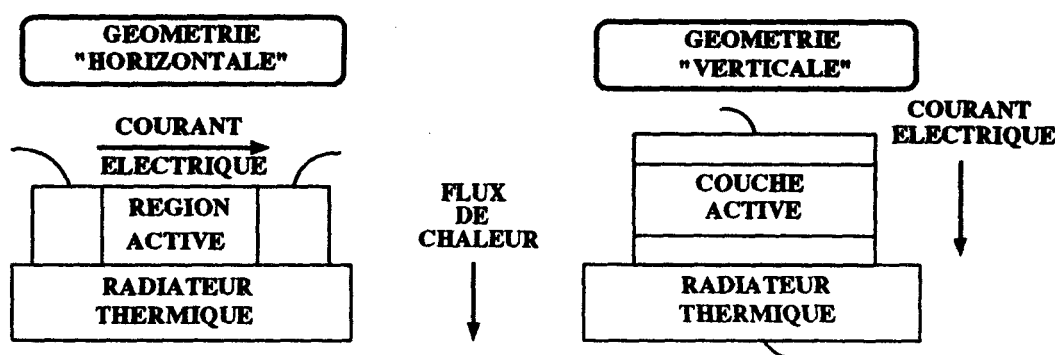 GEOMETRIE
"HORIZONTALE"
COURANT
ELECTRIQUE
REGION
ACTIVE
RADIATEUR
THERMIQUE
FLUX
DE
CHALEUR
GEOMETRIE
"VERTICALE"
COURANT
ELECTRIQUE
COUCHE
ACTIVE
RADIATEUR
THERMIQUE